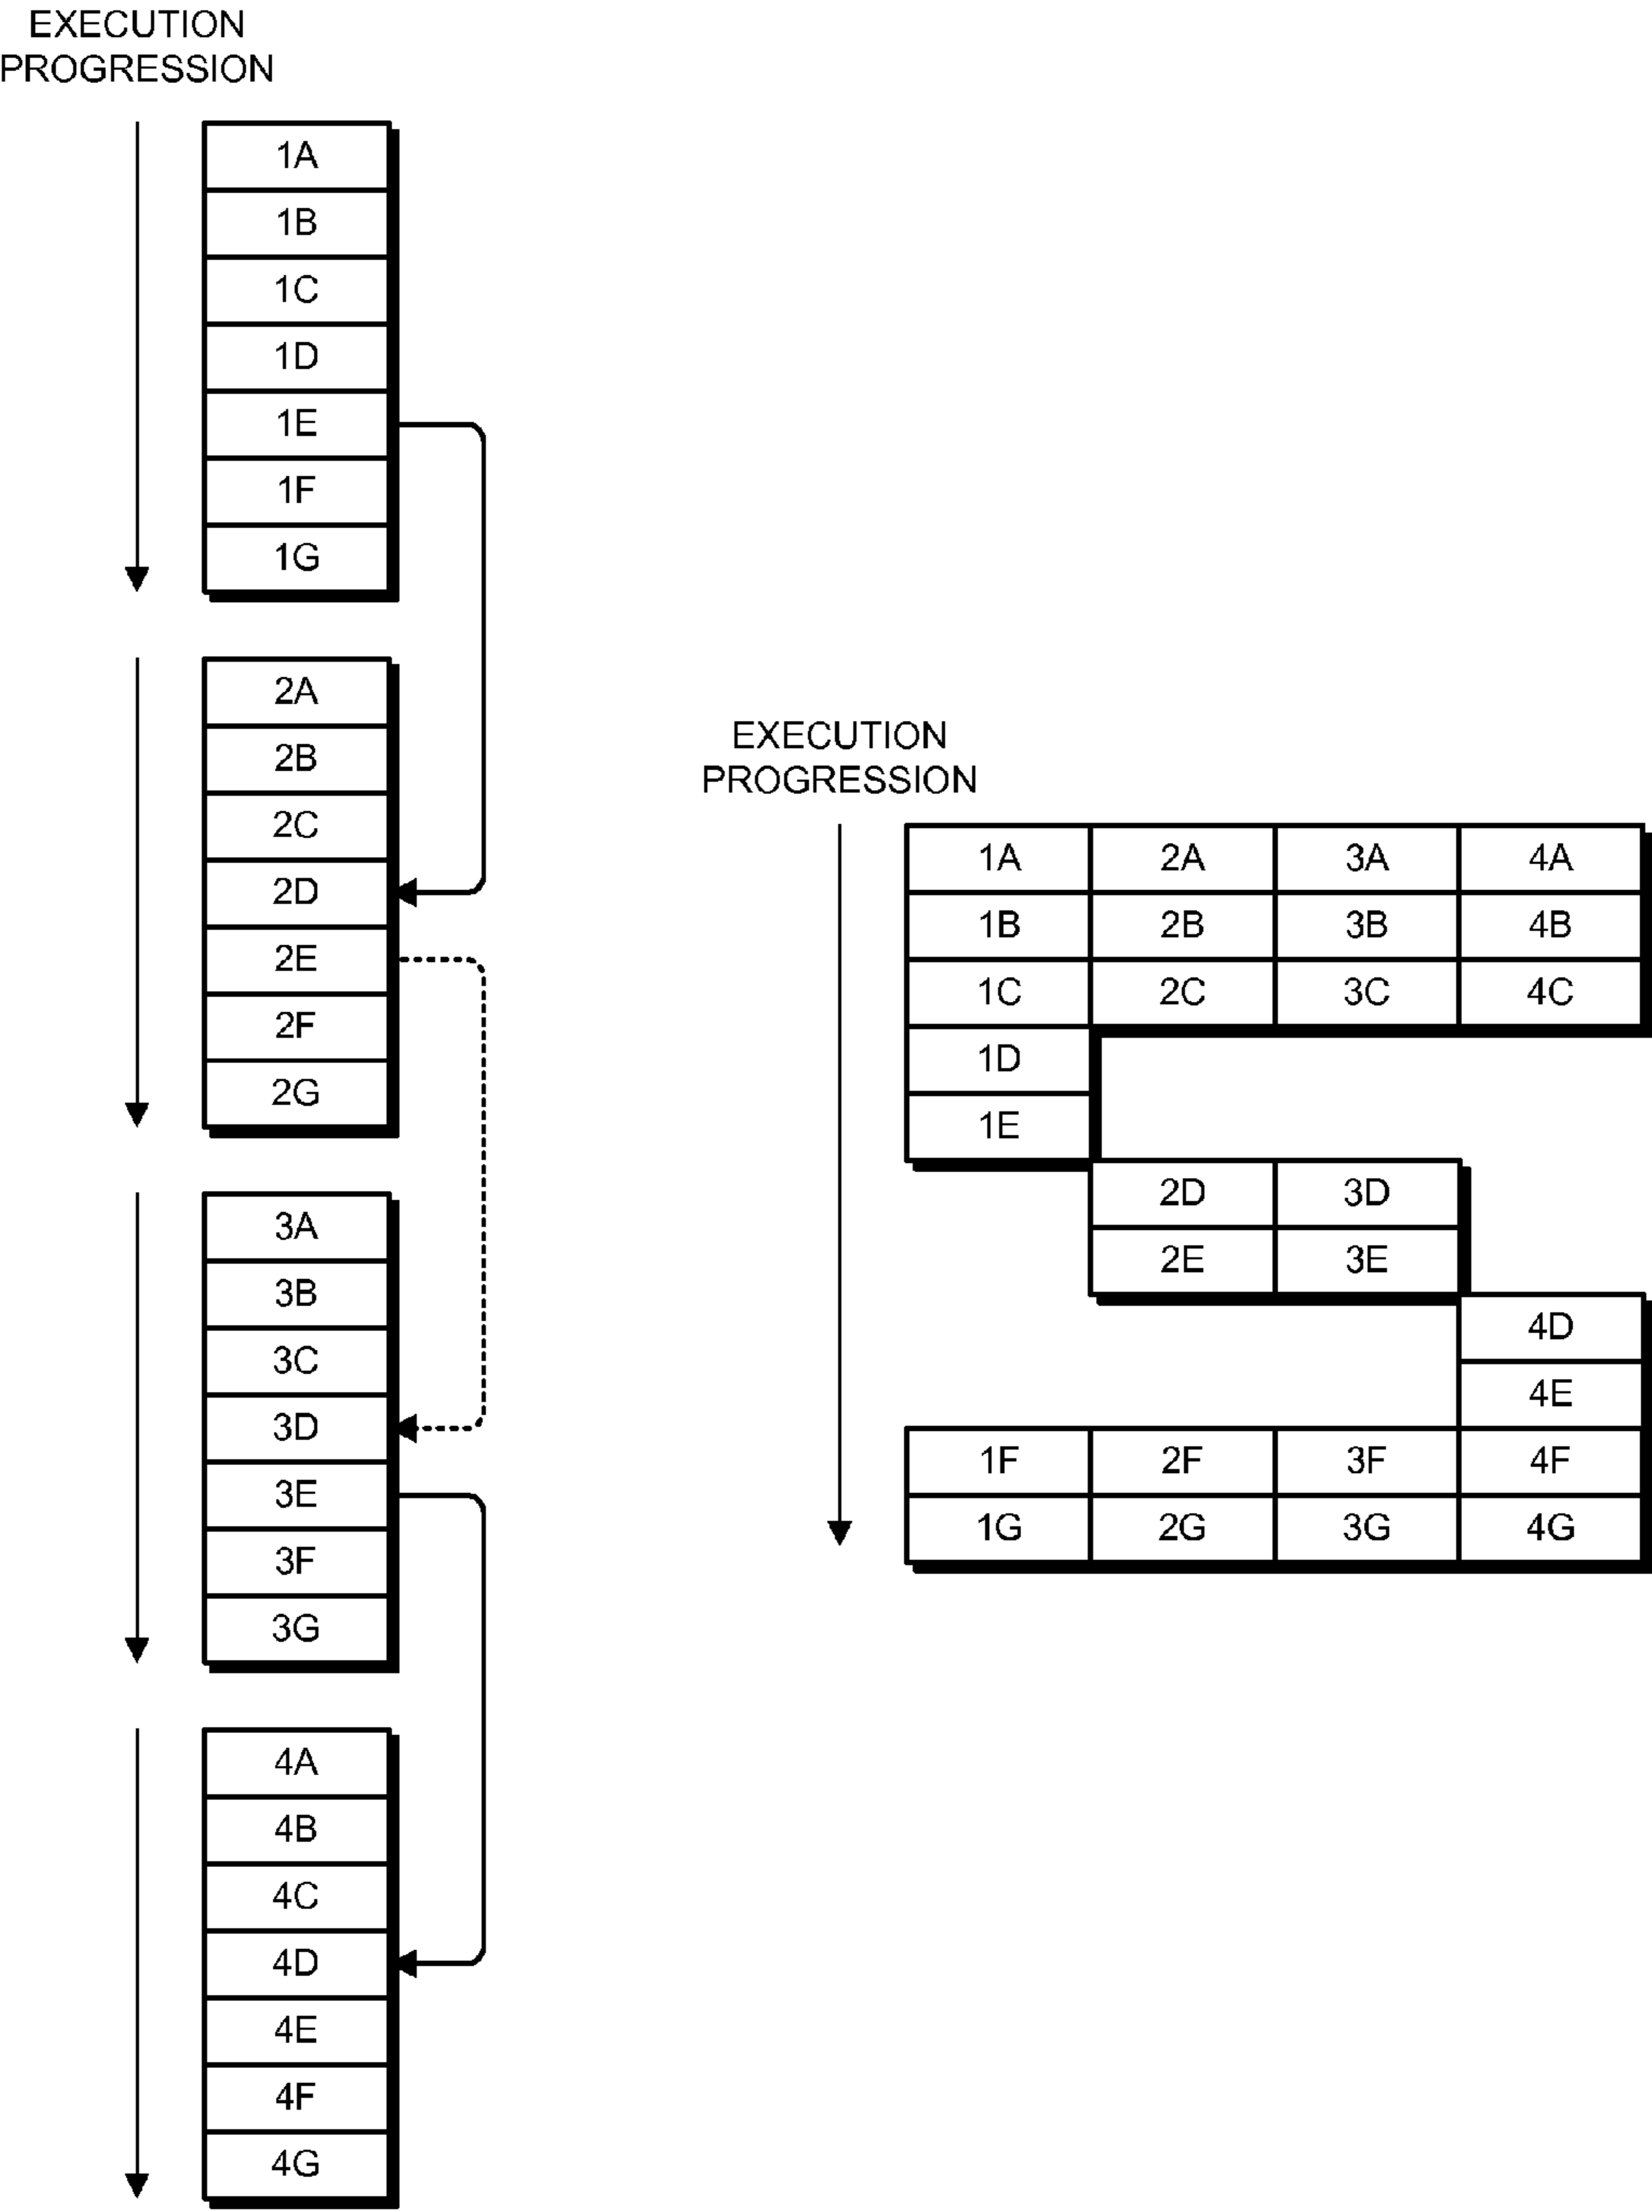 EXECUTION
PROGRESSION
1A
1B
1C
1D
1E
1F
1G
2A
2B
2C
2D
2E
2F
2G
3A
3B
3C
3D
3E
3F
3G
4A
4B
4C
4D
4E
4F
4G
EXECUTION
PROGRESSION
1A 2A 3A 4A
1B 2B 3B 4B
1C 2C 3C 4C
1D
1E
2D 3D
2E 3E
4D
4E
1F 2F 3F 4F
1G 2G 3G 4G